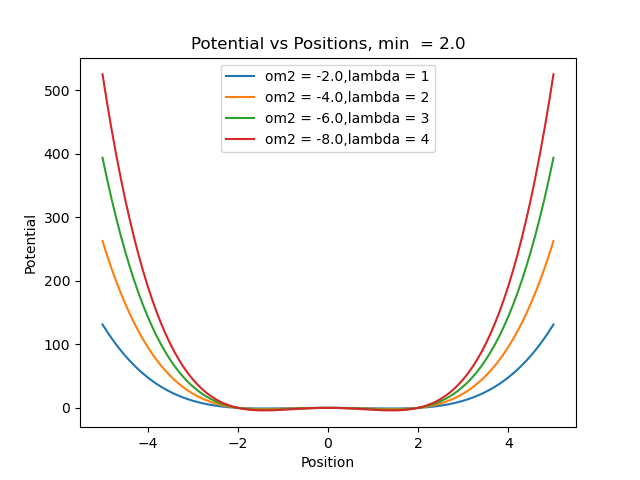 Potential vs Positions, min  = 2.0
om2 = -2.0,lambda = 1
om2 = -4.0,lambda = 2
om2 = -6.0,lambda = 3
om2 = -8.0,lambda = 4
500
400
300
200
100
0
Potential
−4 −2 0 2 4
Position